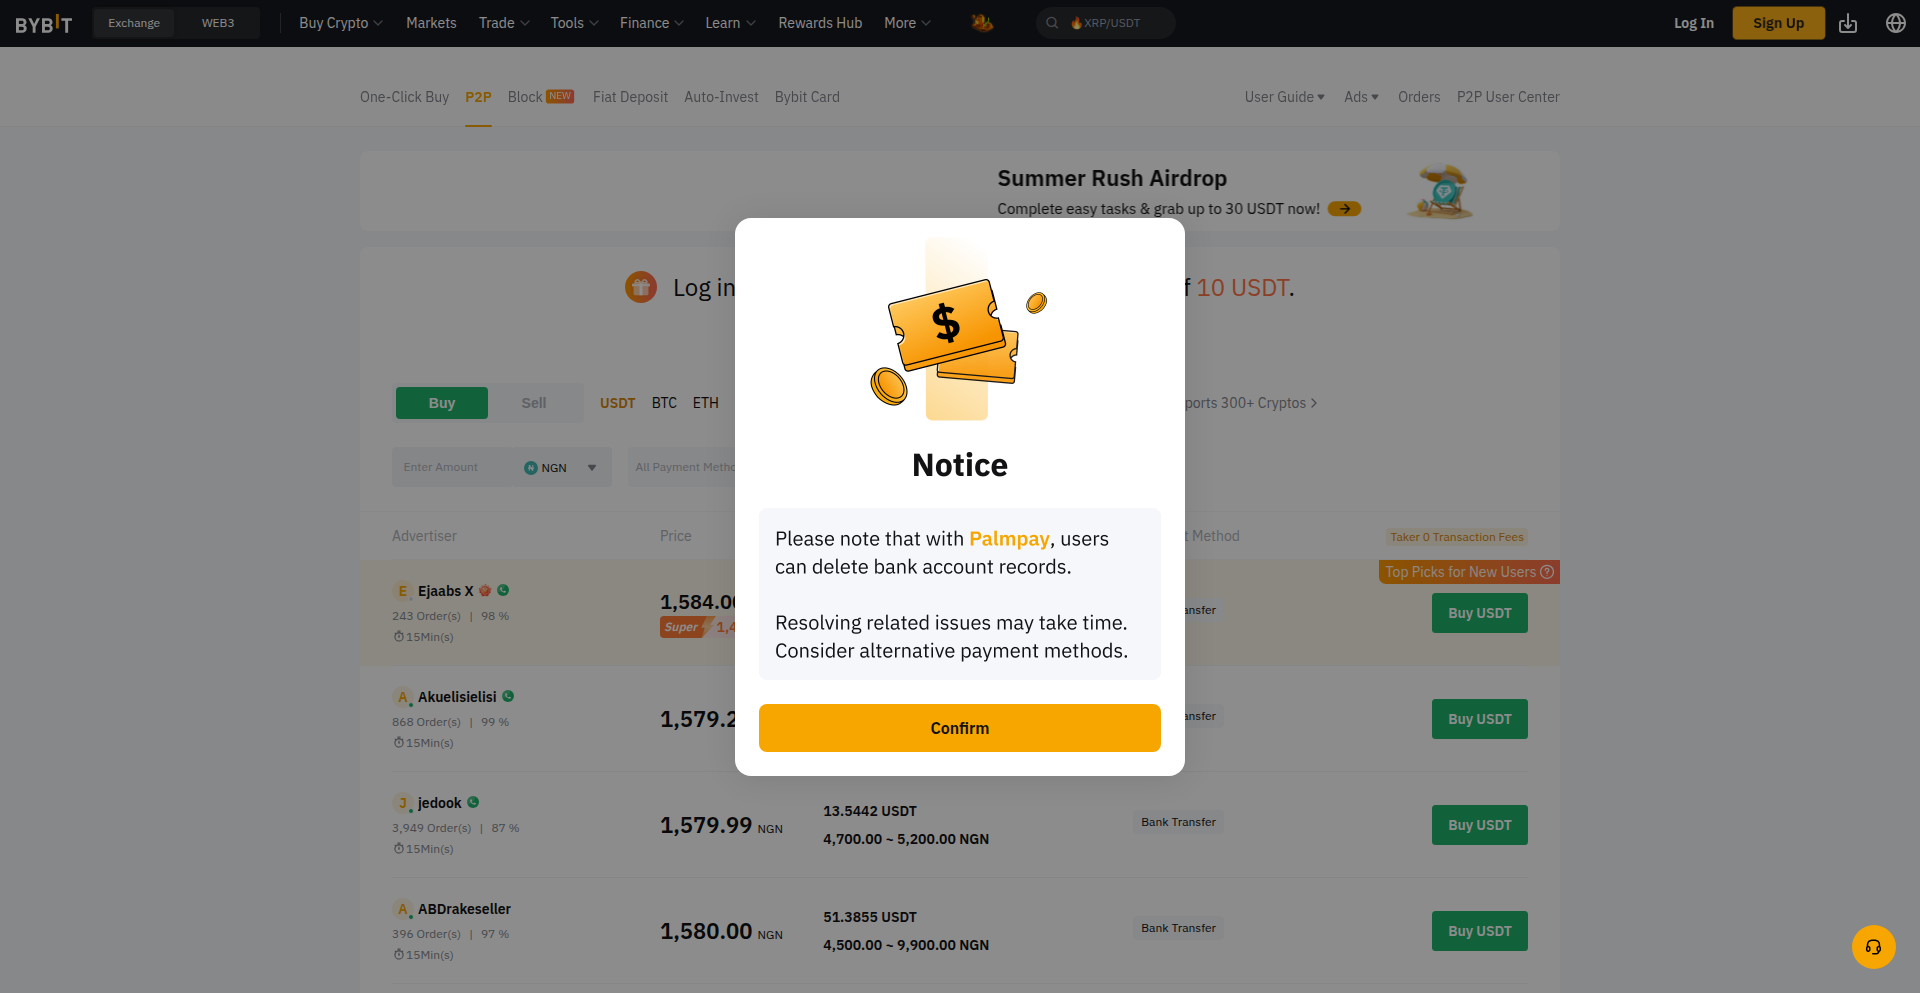 BYBIT Exchange WEB3 Buy Crypto Markets Trade Tools Finance Learn Rewards Hub More XRP/USDT Log In Sign Up
One-Click Buy P2P Block NEW Fiat Deposit Auto-Invest Bybit Card User Guide Ads Orders P2P User Center
Summer Rush Airdrop
Complete easy tasks & grab up to 30 USDT now!
Log in 10 USDT.
Buy Sell USDT BTC ETH ports 300+ Cryptos
Enter Amount NGN All Payment Metho
Advertiser Price Method Taker 0 Transaction Fees
Top Picks for New Users
E Ejaabs X
243 Order(s) | 98 %
15Min(s)
1,584.0
Super 1,4
ansfer
Buy USDT
A Akuelisielisi
868 Order(s) | 99 %
15Min(s)
1,579.2
ansfer
Buy USDT
$
Notice
Please note that with Palmpay, users
can delete bank account records.
Resolving related issues may take time.
Consider alternative payment methods.
Confirm
J jedook
3,949 Order(s) | 87 %
15Min(s)
1,579.99 NGN
13.5442 USDT
4,700.00 ~ 5,200.00 NGN
Bank Transfer
Buy USDT
A ABDrakeseller
396 Order(s) | 97 %
15Min(s)
1,580.00 NGN
51.3855 USDT
4,500.00 ~ 9,900.00 NGN
Bank Transfer
Buy USDT